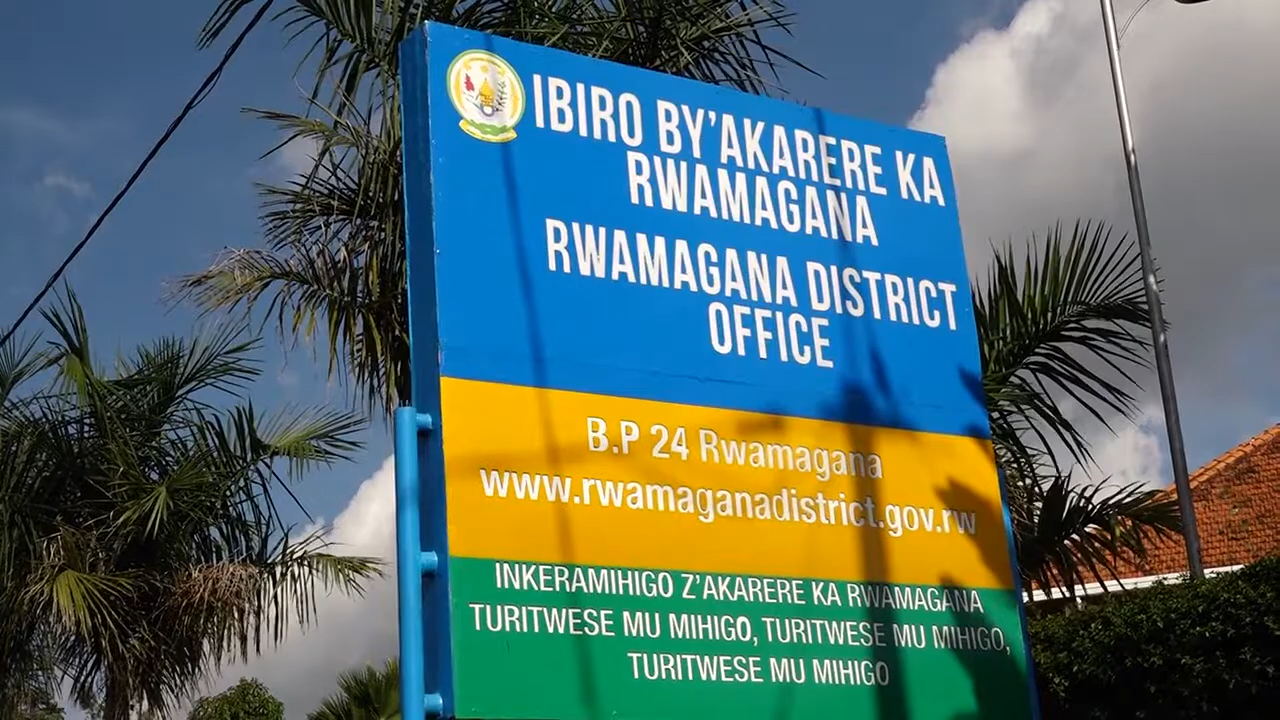 IBIRO BY'AKARERE KA
RWAMAGANA
RWAMAGANA DISTRICT
OFFICE
B.P 24 Rwamagana
www.rwamaganadistrict.gov.rw
INKERAMIHIGO Z'AKARERE KA RWAMAGANA
TURITWESE MU MIHIGO, TURITWESE MU MIHIGO,
TURITWESE MU MIHIGO